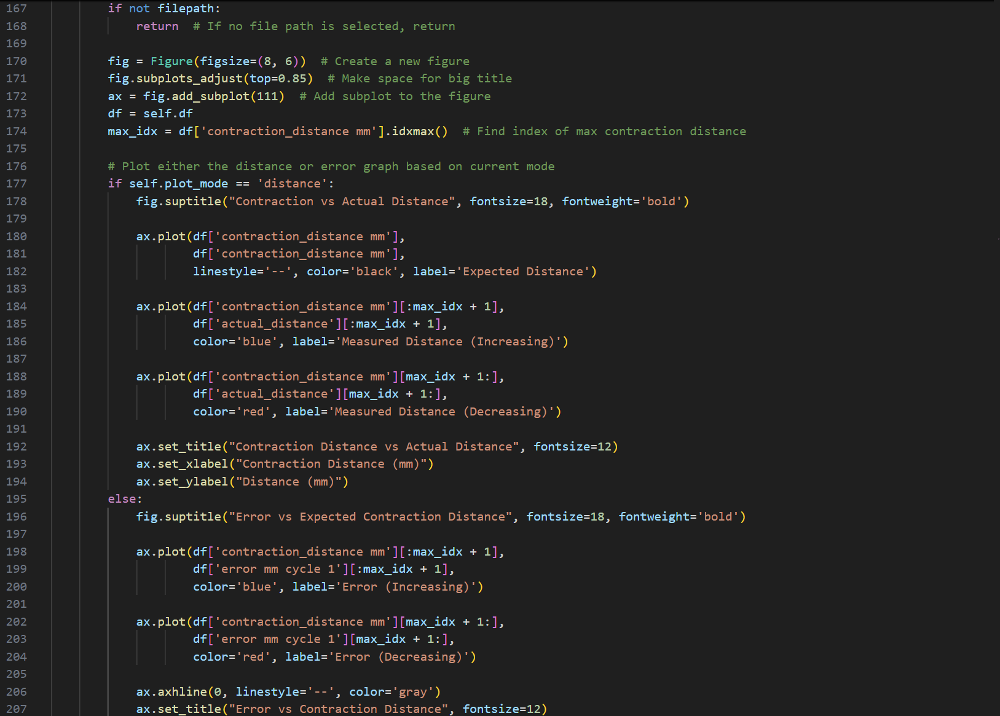 167 if not filepath:
168 return  # If no file path is selected, return
169
170 fig = Figure(figsize=(8, 6))  # Create a new figure
171 fig.subplots_adjust(top=0.85)  # Make space for big title
172 ax = fig.add_subplot(111)  # Add subplot to the figure
173 df = self.df
174 max_idx = df['contraction_distance mm'].idxmax()  # Find index of max contraction distance
175
176 # Plot either the distance or error graph based on current mode
177 if self.plot_mode == 'distance':
178 fig.suptitle("Contraction vs Actual Distance", fontsize=18, fontweight='bold')
179
180 ax.plot(df['contraction_distance mm'],
181 df['contraction_distance mm'],
182 linestyle='--', color='black', label='Expected Distance')
183
184 ax.plot(df['contraction_distance mm'][:max_idx + 1],
185 df['actual_distance'][:max_idx + 1],
186 color='blue', label='Measured Distance (Increasing)')
187
188 ax.plot(df['contraction_distance mm'][max_idx + 1:],
189 df['actual_distance'][max_idx + 1:],
190 color='red', label='Measured Distance (Decreasing)')
191
192 ax.set_title("Contraction Distance vs Actual Distance", fontsize=12)
193 ax.set_xlabel("Contraction Distance (mm)")
194 ax.set_ylabel("Distance (mm)")
195 else:
196 fig.suptitle("Error vs Expected Contraction Distance", fontsize=18, fontweight='bold')
197
198 ax.plot(df['contraction_distance mm'][:max_idx + 1],
199 df['error mm cycle 1'][:max_idx + 1],
200 color='blue', label='Error (Increasing)')
201
202 ax.plot(df['contraction_distance mm'][max_idx + 1:],
203 df['error mm cycle 1'][max_idx + 1:],
204 color='red', label='Error (Decreasing)')
205
206 ax.axhline(0, linestyle='--', color='gray')
207 ax.set_title("Error vs Contraction Distance", fontsize=12)